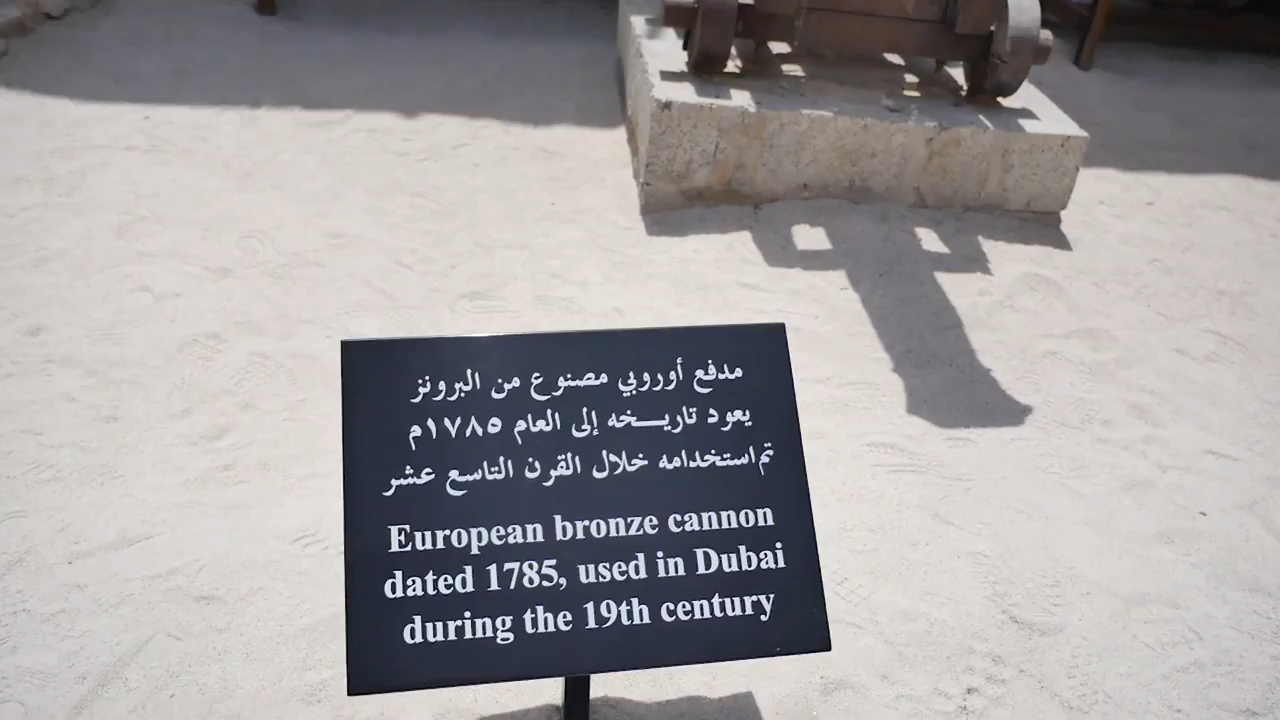 مدفع أوروبي مصنوع من البرونز
يعود تاريـخه إلى العام ١٧٨٥م
تم استخدامه خلال القرن التاسع عشر
European bronze cannon
dated 1785, used in Dubai
during the 19th century